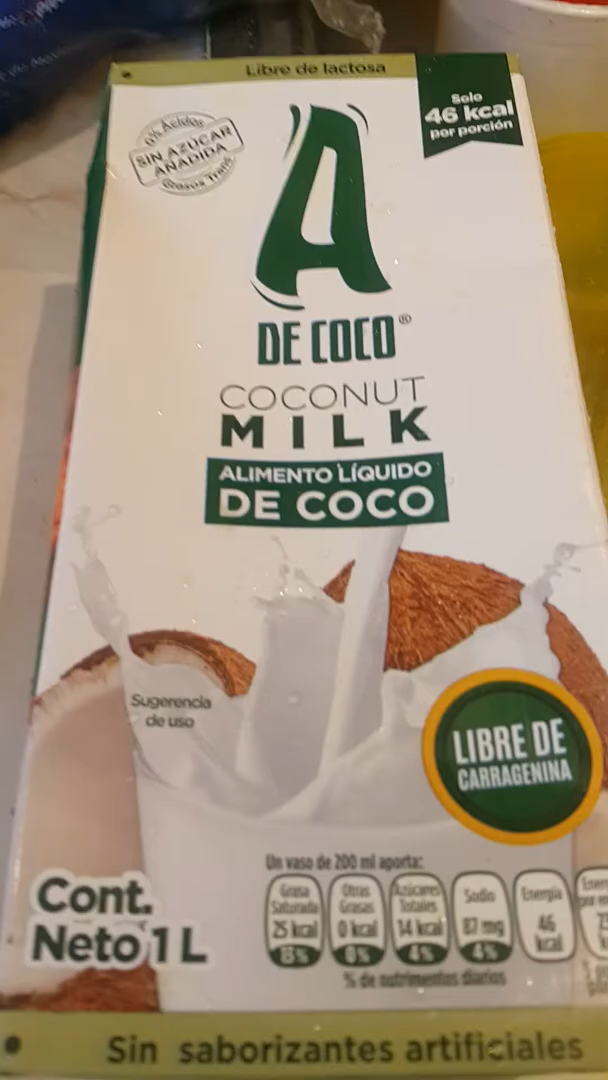 Libre de lactosa
Solo
46 kcal
por porción
0% Ácidos
SIN AZÚCAR
AÑADIDA
Grasos Trans
A
DE COCO®
COCONUT
MILK
ALIMENTO LÍQUIDO
DE COCO
Sugerencia
de uso
LIBRE DE
CARRAGENINA
Un vaso de 200 ml aporta:
Grasa Saturada
25 kcal
8%
Otras Grasas
0 kcal
0%
Azúcares Totales
14 kcal
4%
Sodio
87 mg
4%
Energía
46
kcal
% de nutrimentos diarios
Cont.
Neto 1 L
Sin saborizantes artificiales